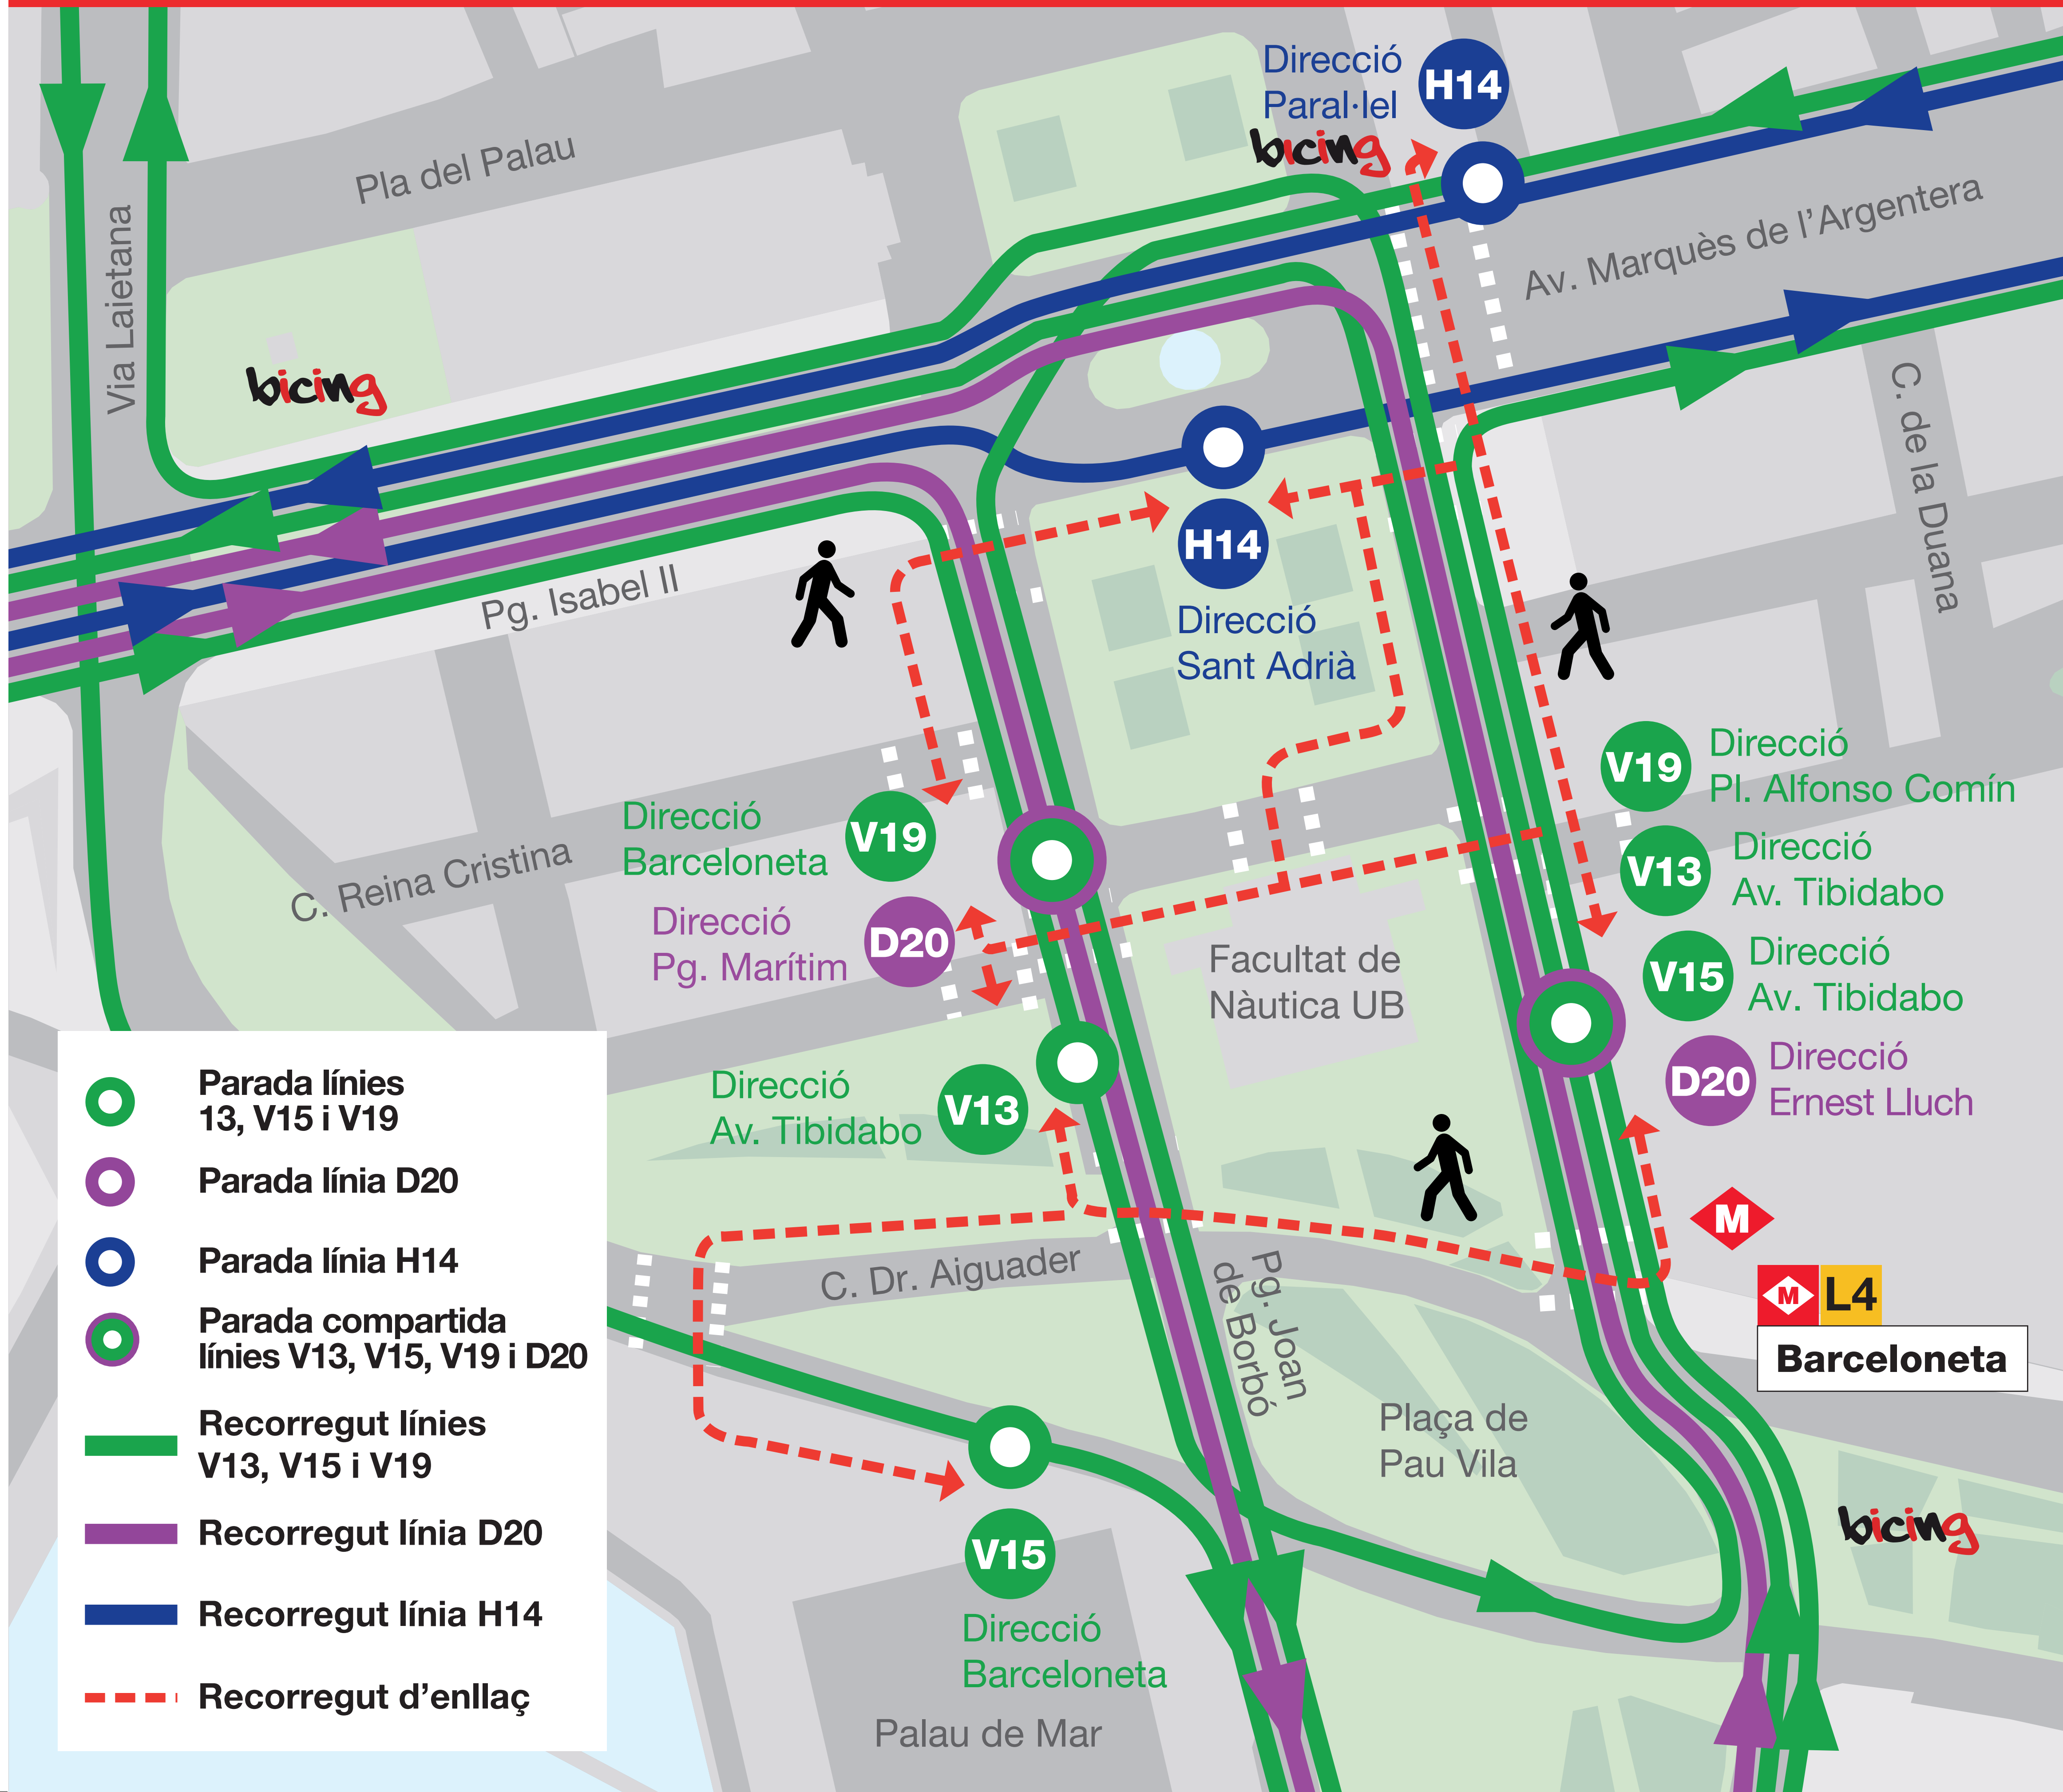 Direcció
Paral·lel
H14
bicing
Pla del Palau
Via Laietana
Av. Marquès de l'Argentera
bicing
C. de la Duana
H14
Direcció
Sant Adrià
Pg. Isabel II
V19
Direcció
Pl. Alfonso Comín
Direcció
Barceloneta
V19
V13
Direcció
Av. Tibidabo
C. Reina Cristina
Direcció
Pg. Marítim
D20
Facultat de
Nàutica UB
V15
Direcció
Av. Tibidabo
D20
Direcció
Ernest Lluch
Direcció
Av. Tibidabo
V13
M
C. Dr. Aiguader
Pg. Joan
de Borbó
M L4
Barceloneta
Plaça de
Pau Vila
bicing
V15
Direcció
Barceloneta
Palau de Mar
Parada línies
13, V15 i V19
Parada línia D20
Parada línia H14
Parada compartida
línies V13, V15, V19 i D20
Recorregut línies
V13, V15 i V19
Recorregut línia D20
Recorregut línia H14
Recorregut d'enllaç